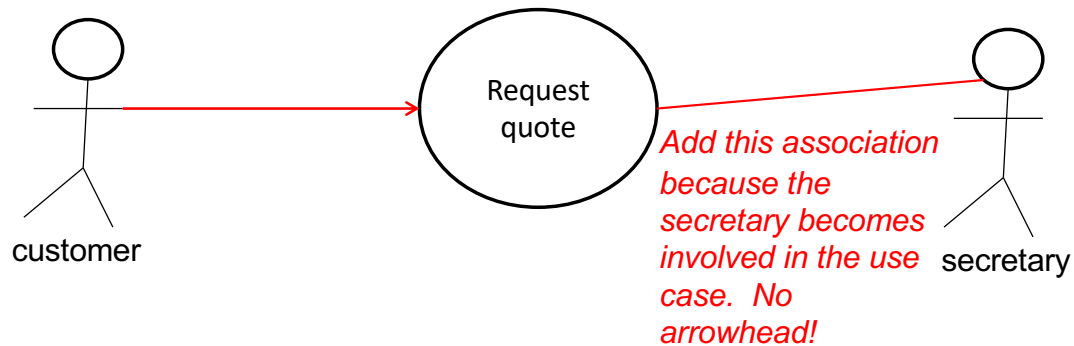 Request
quote
Add this association
because the
secretary becomes
involved in the use
case. No
arrowhead!
customer
secretary